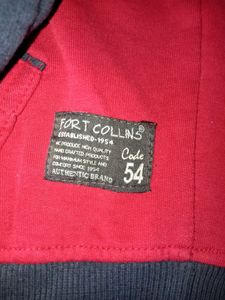 FORT COLLINS®
ESTABLISHED-1954
WE PRODUCE HIGH QUALITY
HAND CRAFTED PRODUCTS
FOR MAXIMUM STYLE AND
COMFORT SINCE 1954
AUTHENTIC BRAND
Code
54